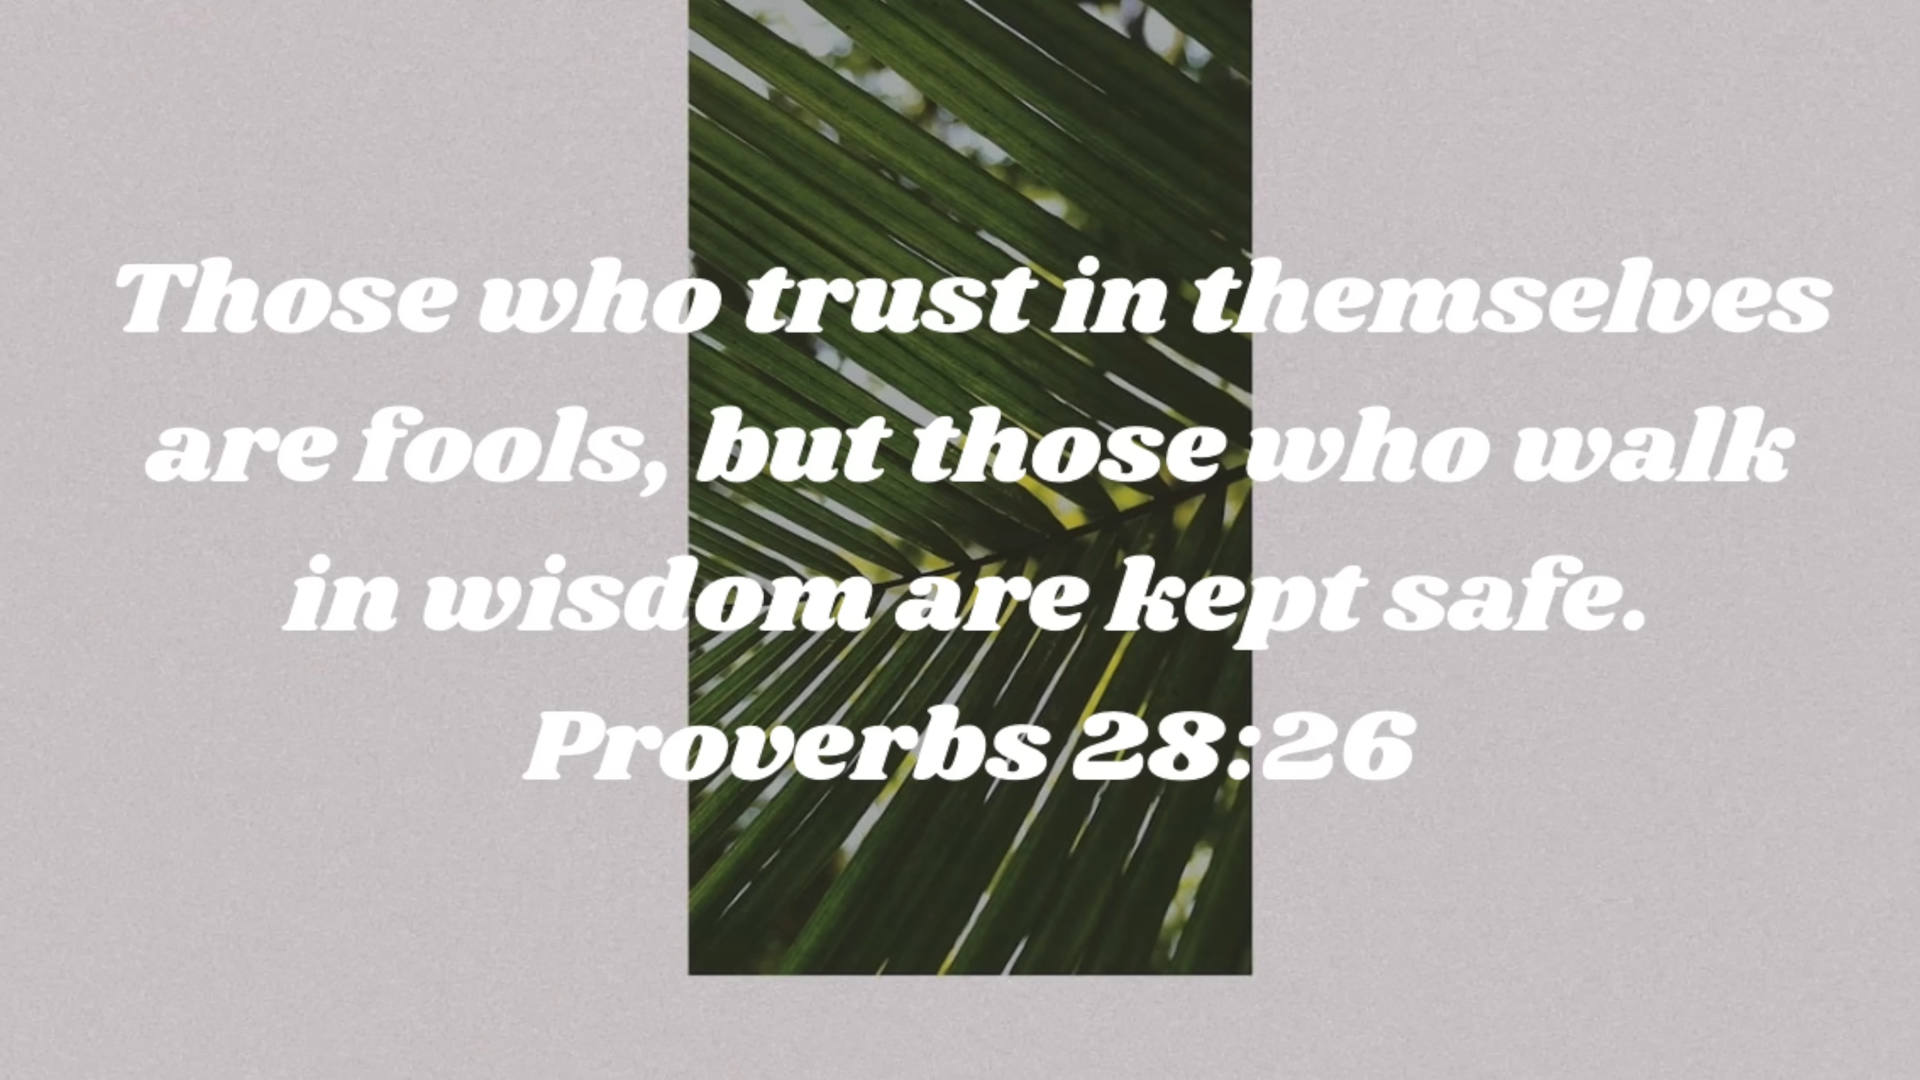 Those who trust in themselves
are fools, but those who walk
in wisdom are kept safe.
Proverbs 28:26